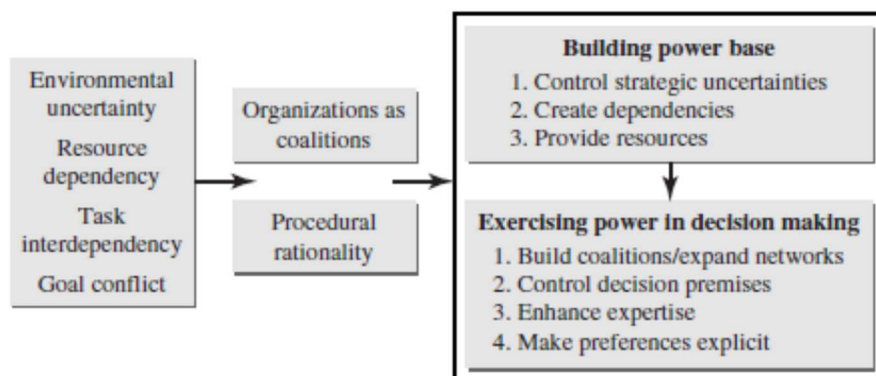 Environmental
uncertainty
Resource
dependency
Task
interdependency
Goal conflict
Organizations as
coalitions
Procedural
rationality
Building power base
1. Control strategic uncertainties
2. Create dependencies
3. Provide resources
Exercising power in decision making
1. Build coalitions/expand networks
2. Control decision premises
3. Enhance expertise
4. Make preferences explicit